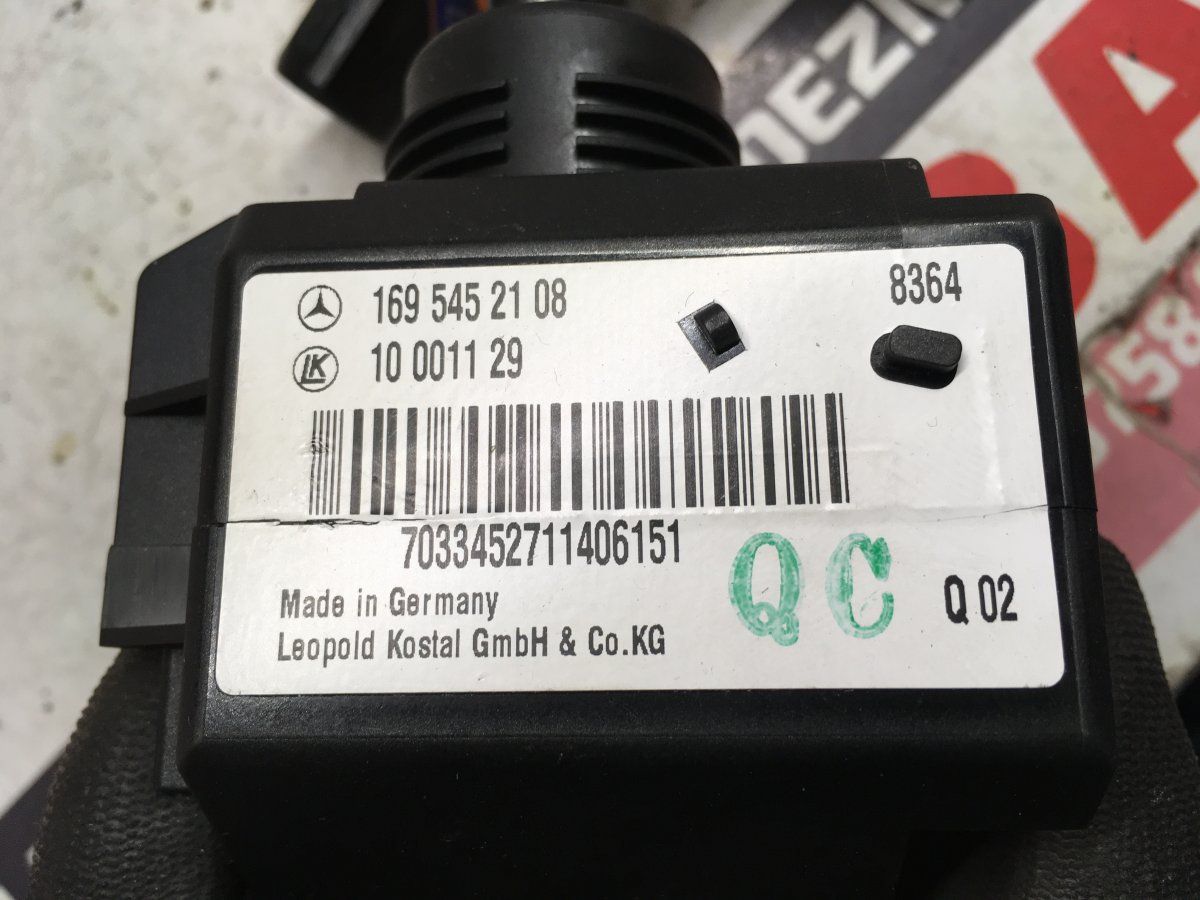 169 545 21 08
8364
LK
10 0011 29
7033452711406151
QC
Q 02
Made in Germany
Leopold Kostal GmbH & Co.KG